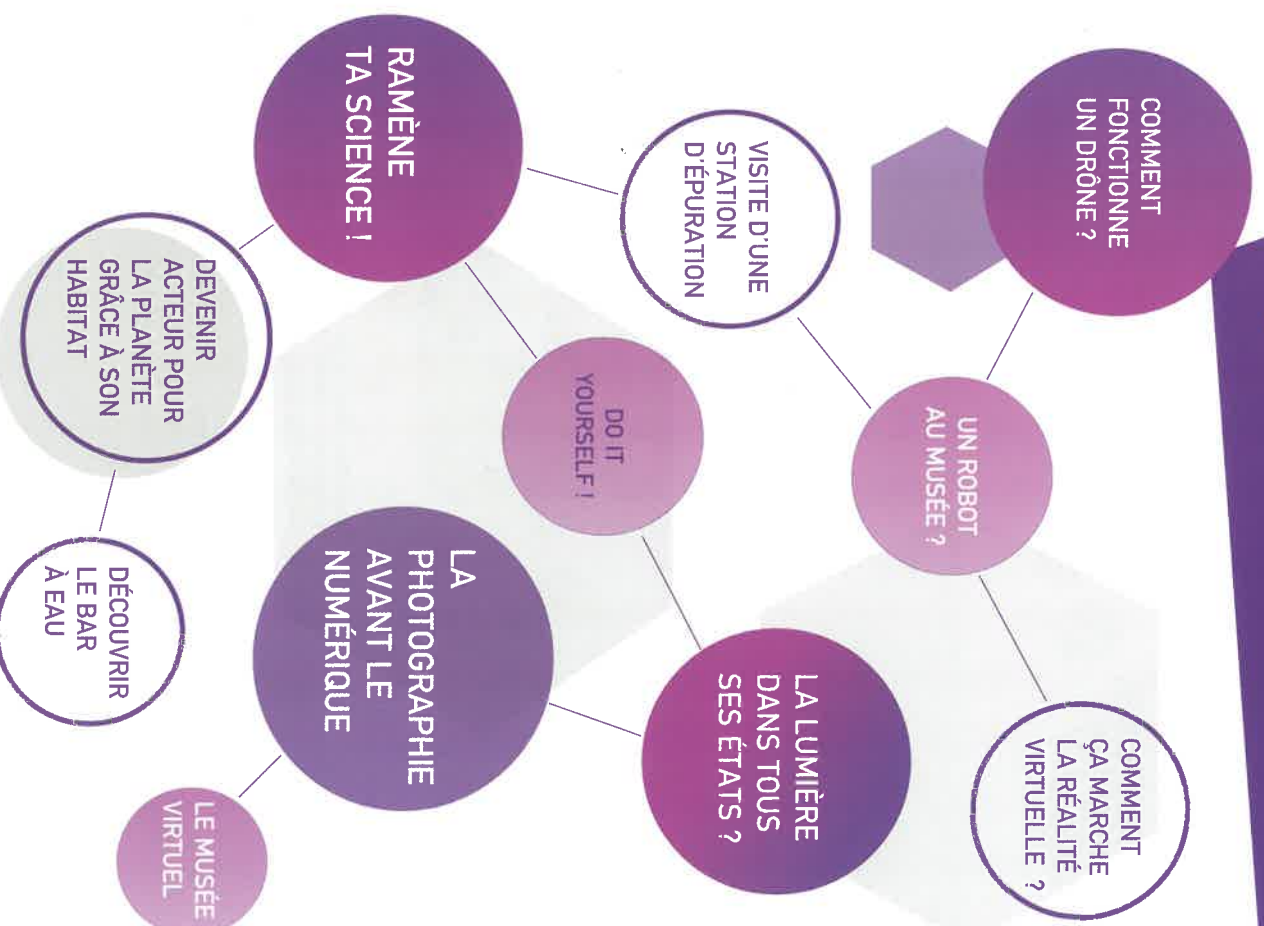 COMMENT
FONCTIONNE
UN DRÔNE ?
COMMENT
ÇA MARCHE
LA RÉALITÉ
VIRTUELLE ?
UN ROBOT
AU MUSÉE ?
LA LUMIÈRE
DANS TOUS
SES ÉTATS ?
VISITE D'UNE
STATION
D'ÉPURATION
DO IT
YOURSELF !
RAMÈNE
TA SCIENCE !
LA
PHOTOGRAPHIE
AVANT LE
NUMÉRIQUE
LE MUSÉE
VIRTUEL
DEVENIR
ACTEUR POUR
LA PLANÈTE
GRÂCE À SON
HABITAT
DÉCOUVRIR
LE BAR
À EAU